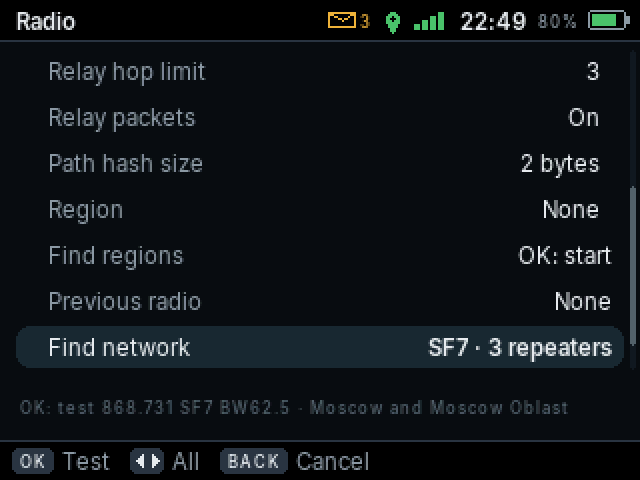 Radio 3 22:49 80%
Relay hop limit 3
Relay packets On
Path hash size 2 bytes
Region None
Find regions OK: start
Previous radio None
Find network SF7 · 3 repeaters
OK: test 868.731 SF7 BW62.5 · Moscow and Moscow Oblast
OK Test All BACK Cancel